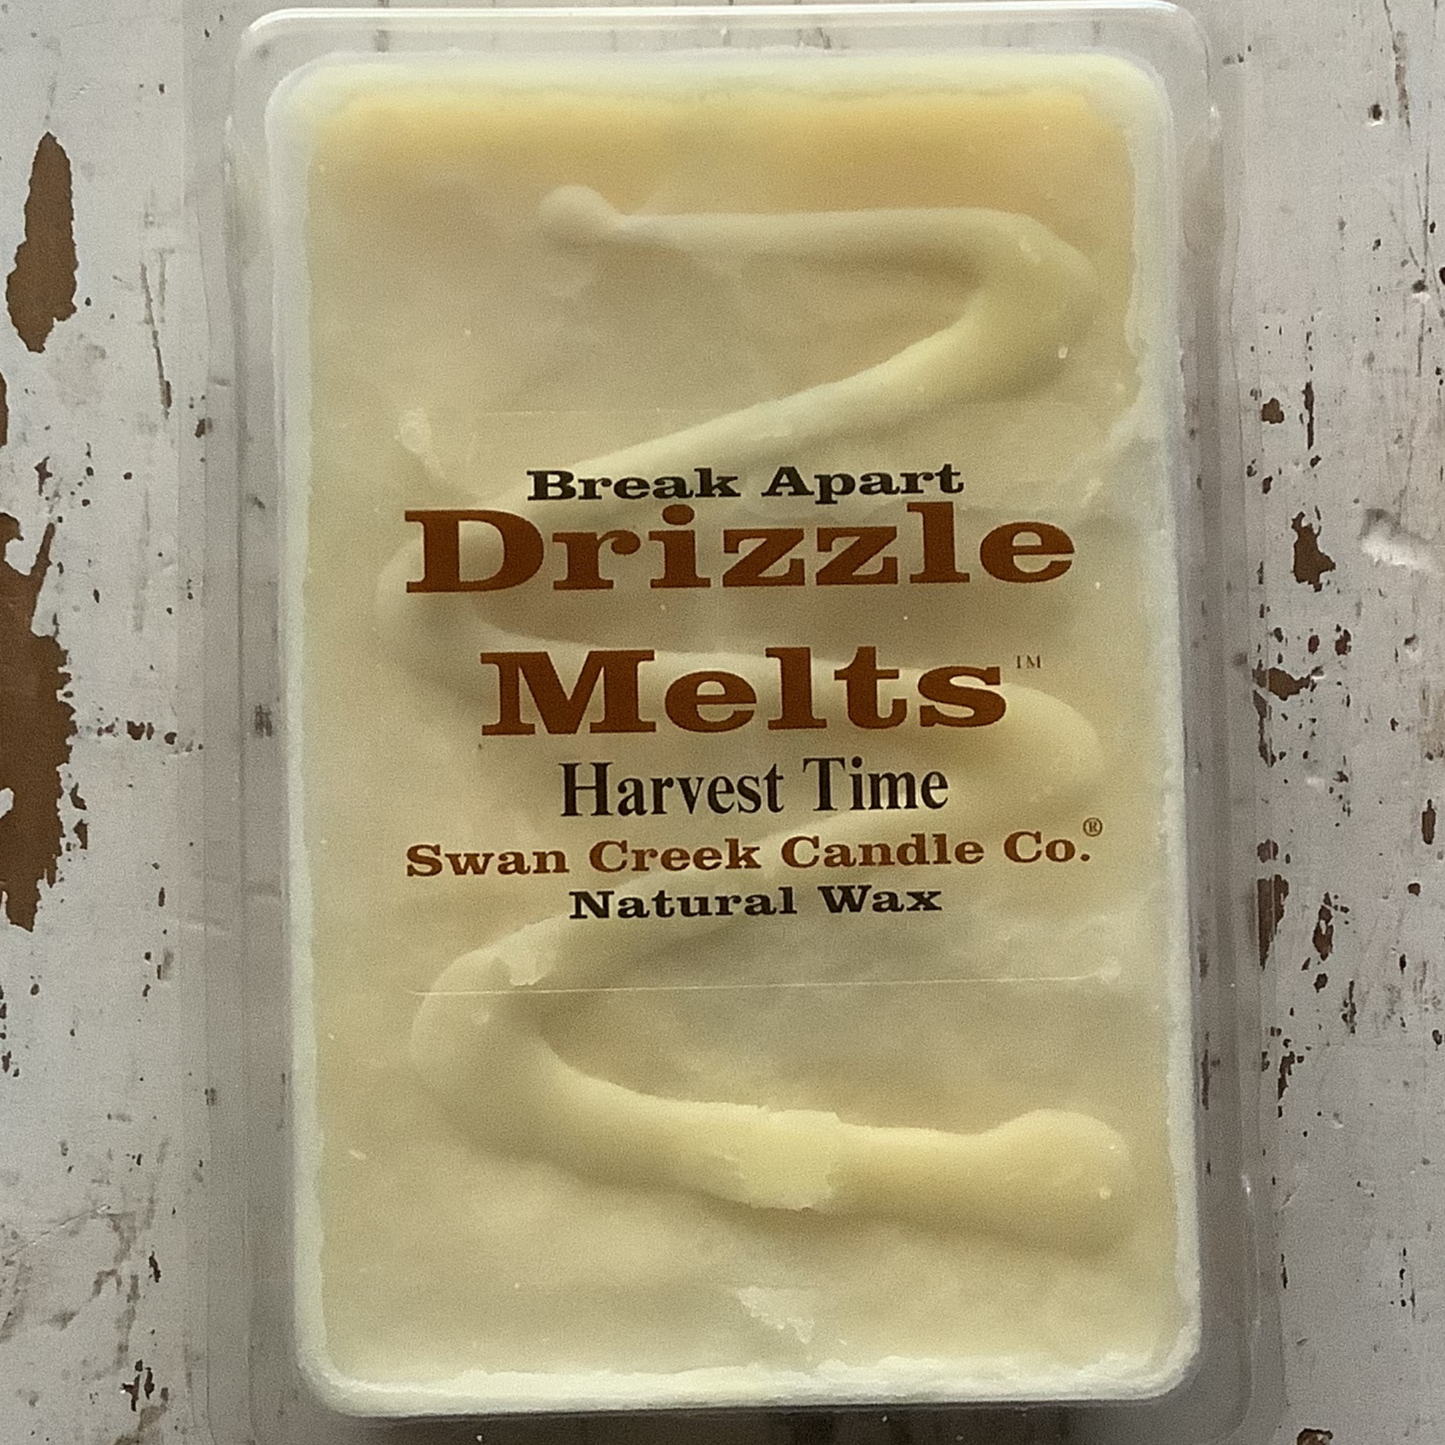 Break Apart
Drizzle
Melts™
Harvest Time
Swan Creek Candle Co.®
Natural Wax